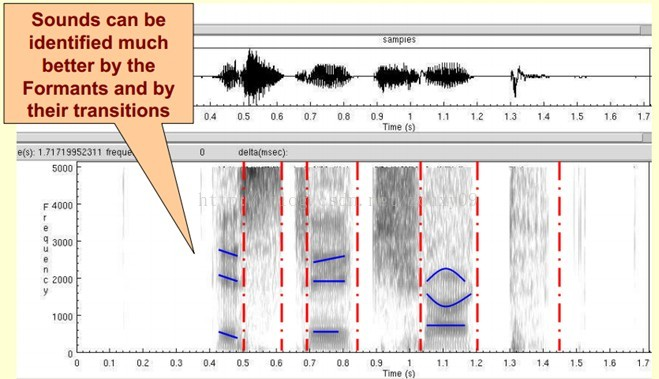 Sounds can be
identified much
better by the
Formants and by
their transitions
samples
0.4 0.5 0.6 0.7 0.8 0.9 1 1.1 1.2 1.3 1.4 1.5 1.6 1.7
Time (s)
e(s): 1.71719952311 freque 0 delta(msec):
5000
4000
3000
2000
1000
0
Frequency
0 0.1 0.2 0.3 0.4 0.5 0.6 0.7 0.8 0.9 1 1.1 1.2 1.3 1.4 1.5 1.6 1.7
Time (s)